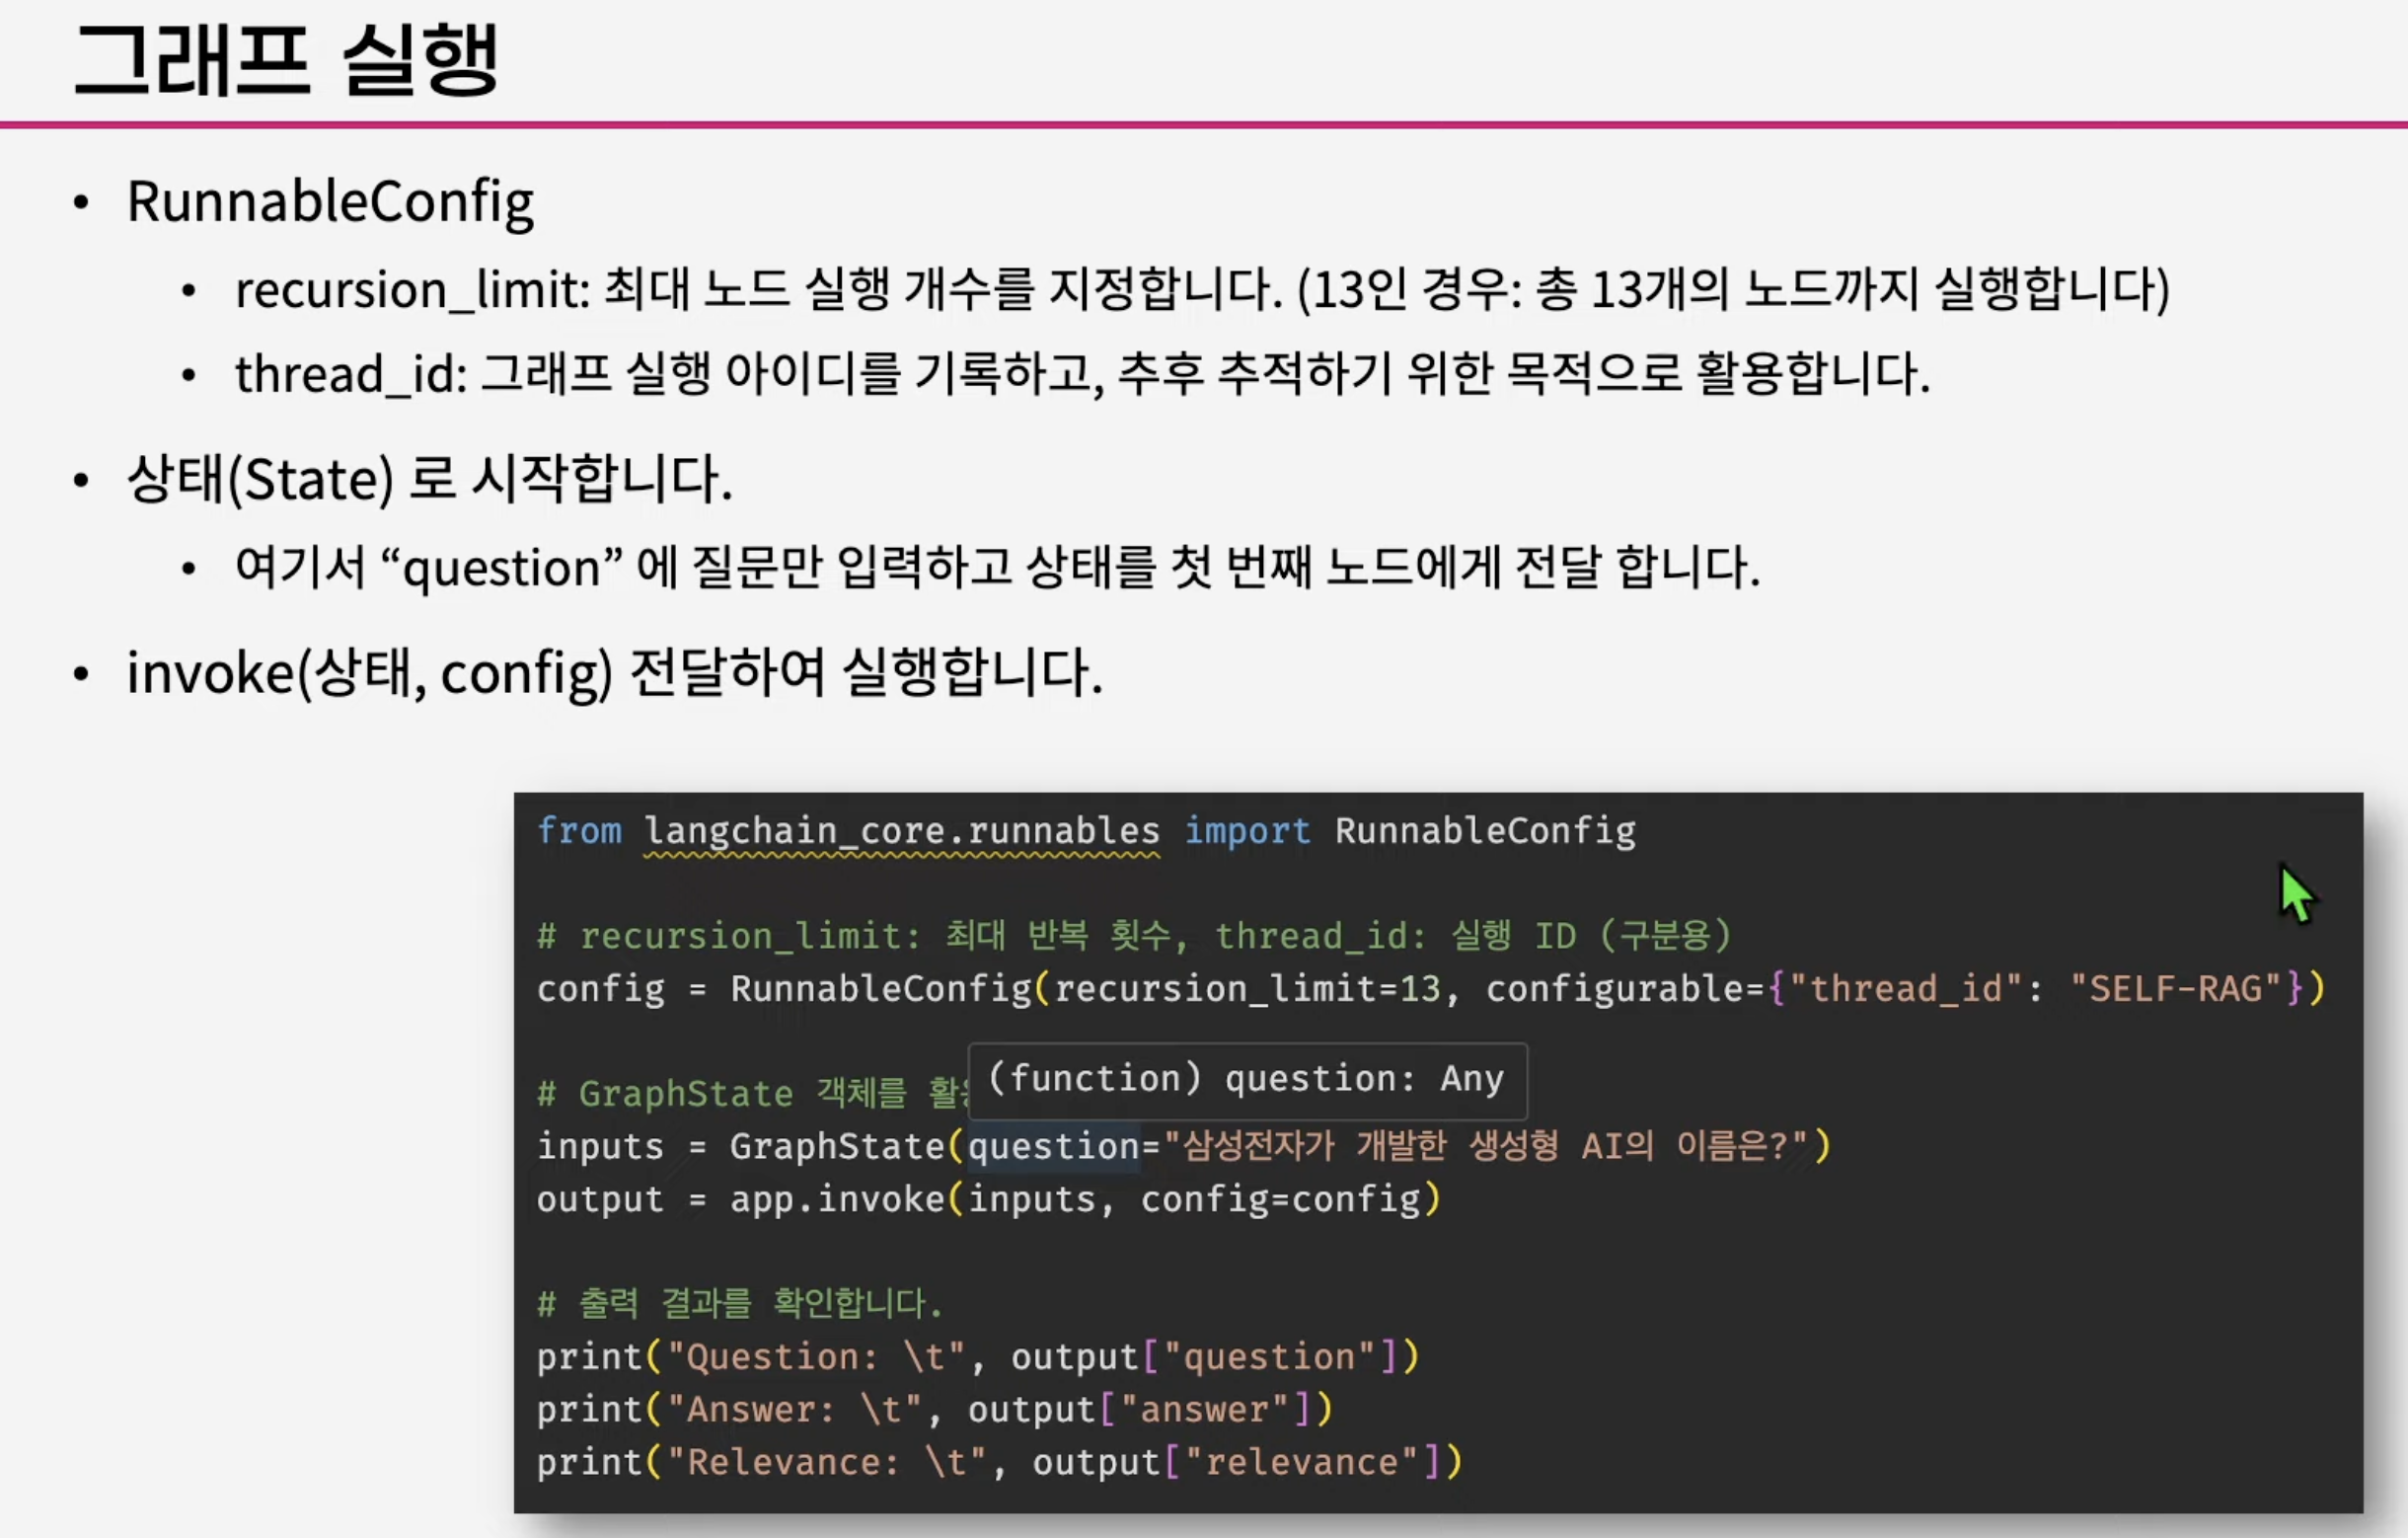 그래프 실행
• RunnableConfig
• recursion_limit: 최대 노드 실행 개수를 지정합니다. (13인 경우: 총 13개의 노드까지 실행합니다)
• thread_id: 그래프 실행 아이디를 기록하고, 추후 추적하기 위한 목적으로 활용합니다.
• 상태(State) 로 시작합니다.
• 여기서 “question” 에 질문만 입력하고 상태를 첫 번째 노드에게 전달 합니다.
• invoke(상태, config) 전달하여 실행합니다.
from langchain_core.runnables import RunnableConfig
# recursion_limit: 최대 반복 횟수, thread_id: 실행 ID (구분용)
config = RunnableConfig(recursion_limit=13, configurable={"thread_id": "SELF-RAG"})
(function) question: Any
# GraphState 객체를
inputs = GraphState(question="삼성전자가 개발한 생성형 AI의 이름은?")
output = app.invoke(inputs, config=config)
# 출력 결과를 확인합니다.
print("Question: \t", output["question"])
print("Answer: \t", output["answer"])
print("Relevance: \t", output["relevance"])